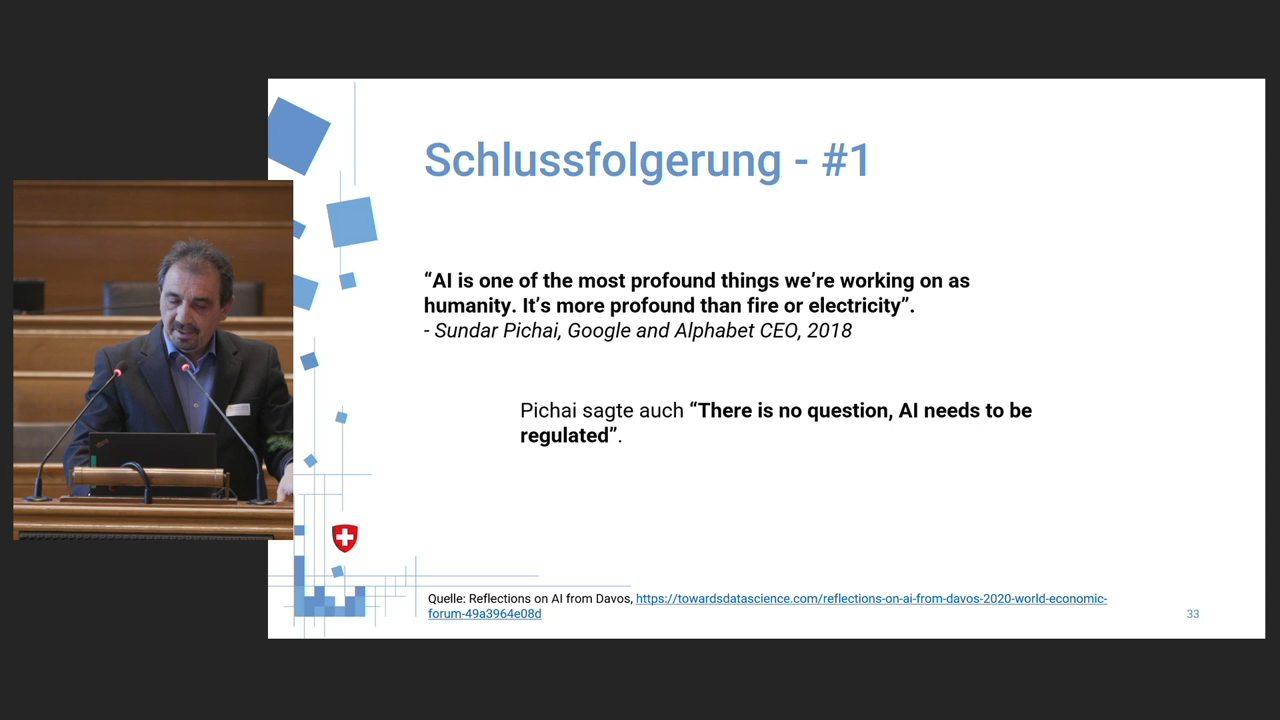 Schlussfolgerung - #1
“AI is one of the most profound things we’re working on as
humanity. It’s more profound than fire or electricity”.
- Sundar Pichai, Google and Alphabet CEO, 2018
Pichai sagte auch “There is no question, AI needs to be
regulated”.
Quelle: Reflections on AI from Davos, https://towardsdatascience.com/reflections-on-ai-from-davos-2020-world-economic-
forum-49a3964e08d
33